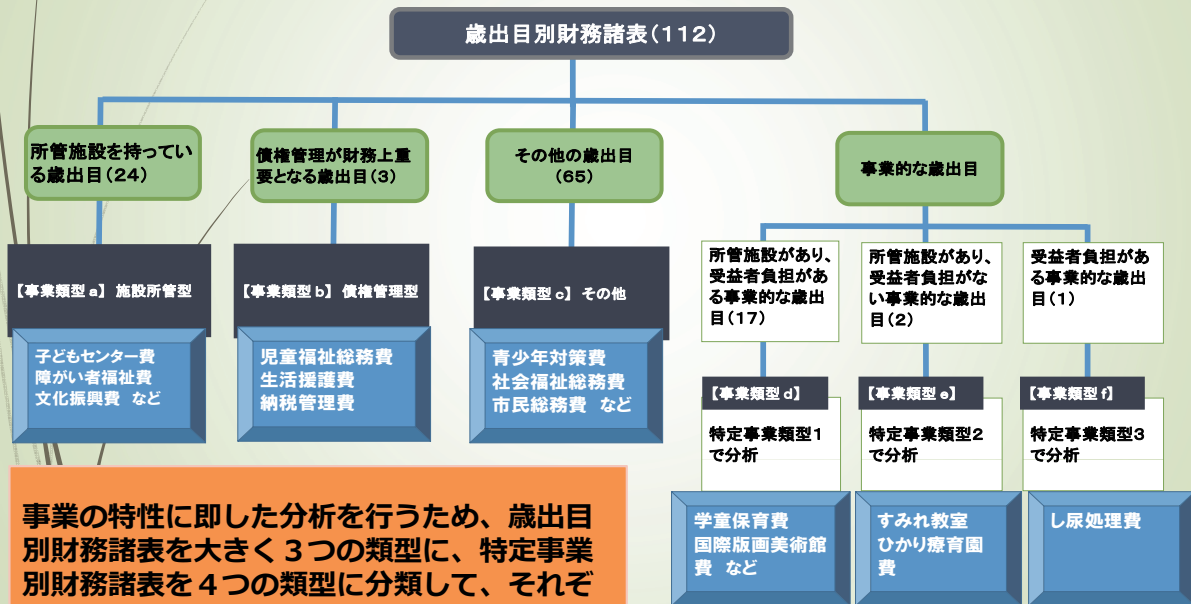 歳出目別財務諸表(112)
所管施設を持ってい
る歳出目(24)
債権管理が財務上重
要となる歳出目(3)
その他の歳出目
(65)
事業的な歳出目
【事業類型a】 施設所管型
子どもセンター費
障がい者福祉費
文化振興費 など
【事業類型b】 債権管理型
児童福祉総務費
生活援護費
納税管理費
【事業類型c】 その他
青少年対策費
社会福祉総務費
市民総務費 など
所管施設があり、
受益者負担があ
る事業的な歳出
目(17)
【事業類型d】
特定事業類型1
で分析
学童保育費
国際版画美術館
費 など
所管施設があり、
受益者負担がな
い事業的な歳出
目(2)
【事業類型e】
特定事業類型2
で分析
すみれ教室
ひかり療育園
費
受益者負担があ
る事業的な歳出
目(1)
【事業類型f】
特定事業類型3
で分析
し尿処理費
事業の特性に即した分析を行うため、歳出目
別財務諸表を大きく3つの類型に、特定事業
別財務諸表を4つの類型に分類して、それぞ